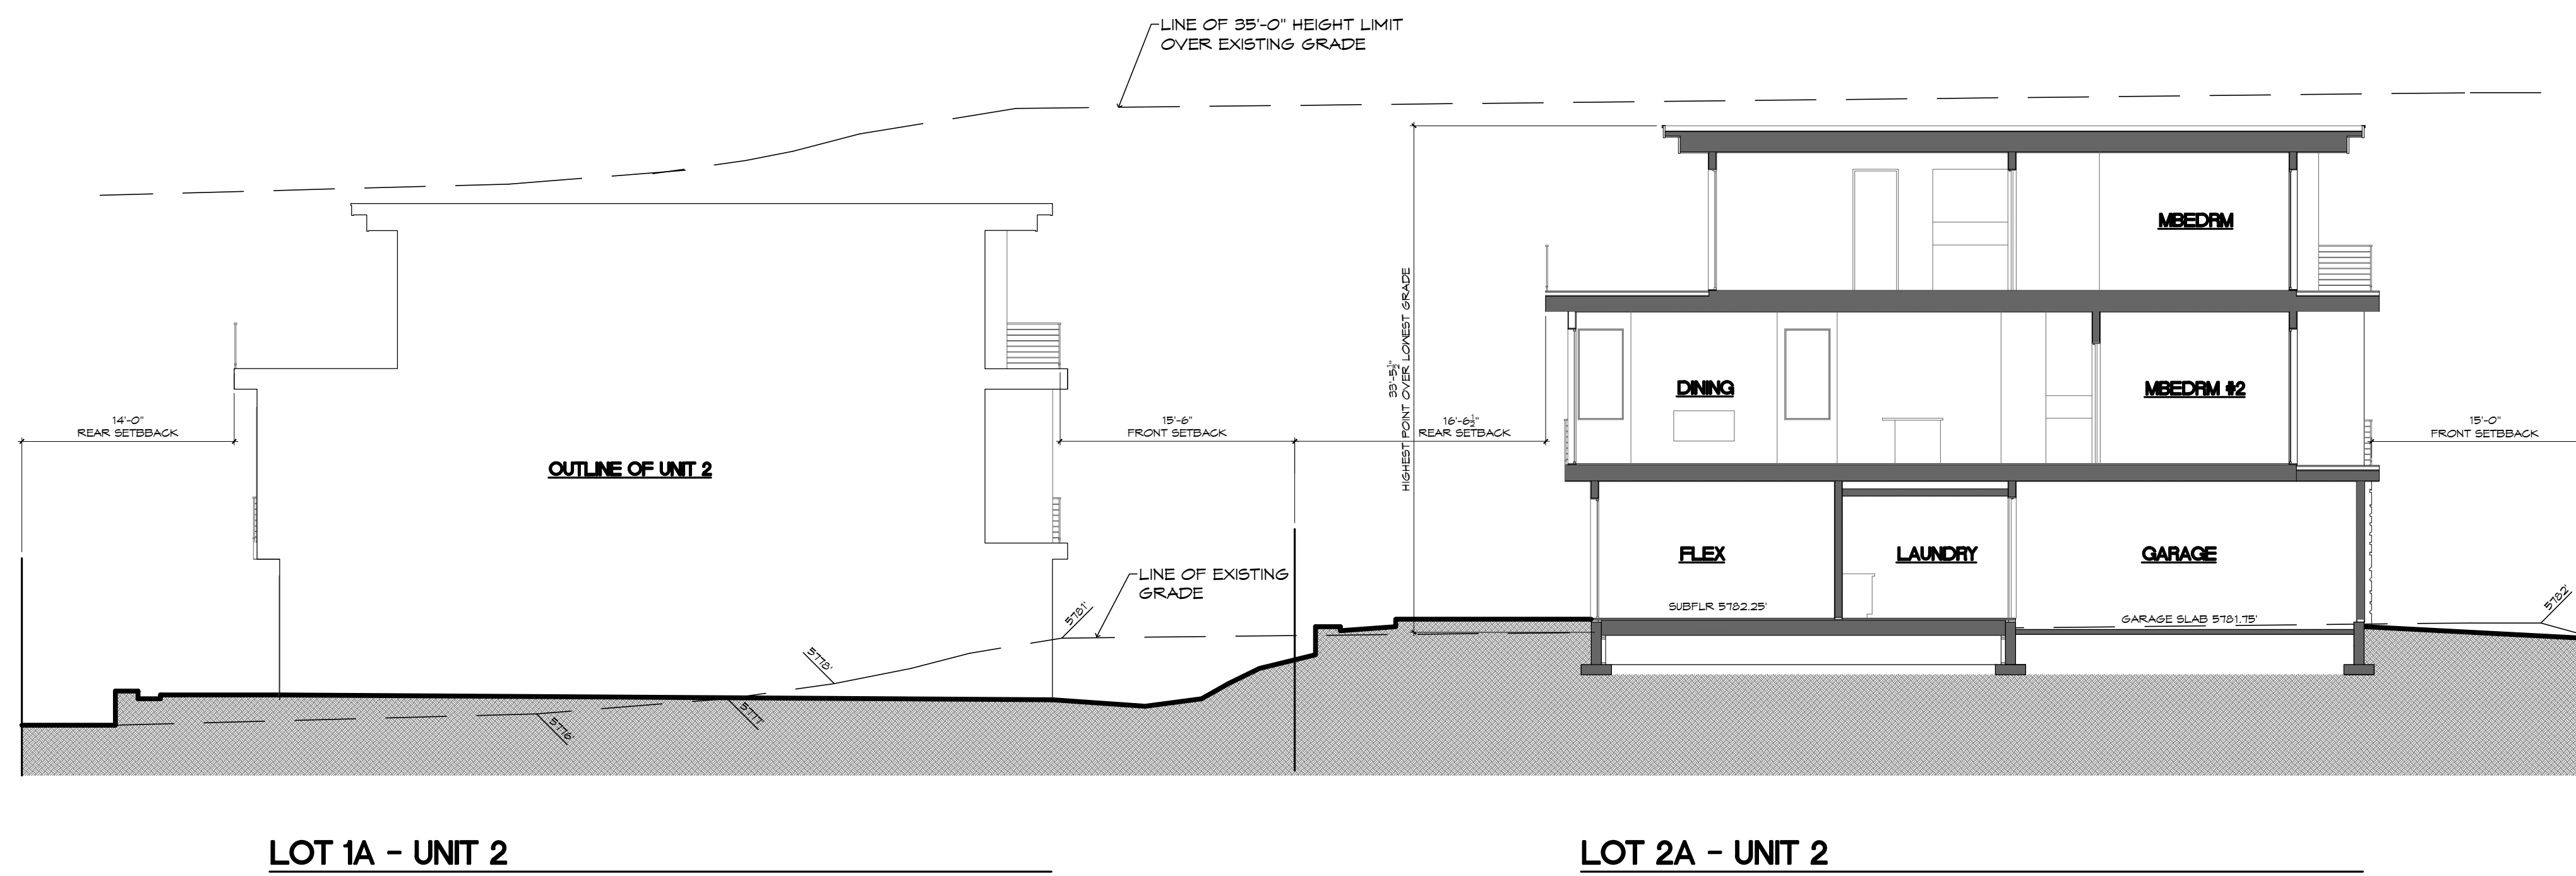 LINE OF 35'-0" HEIGHT LIMIT
OVER EXISTING GRADE
MBEDRM
33'-5½"
HIGHEST POINT OVER LOWEST GRADE
DINING
MBEDRM #2
14'-0"
REAR SETBBACK
15'-6"
FRONT SETBACK
16'-6½"
REAR SETBACK
15'-0"
FRONT SETBBACK
OUTLINE OF UNIT 2
FLEX
LAUNDRY
GARAGE
LINE OF EXISTING
GRADE
5781'
5782'
SUBFLR 5782.25'
GARAGE SLAB 5781.75'
5778'
5776'
5777'
LOT 1A - UNIT 2
LOT 2A - UNIT 2